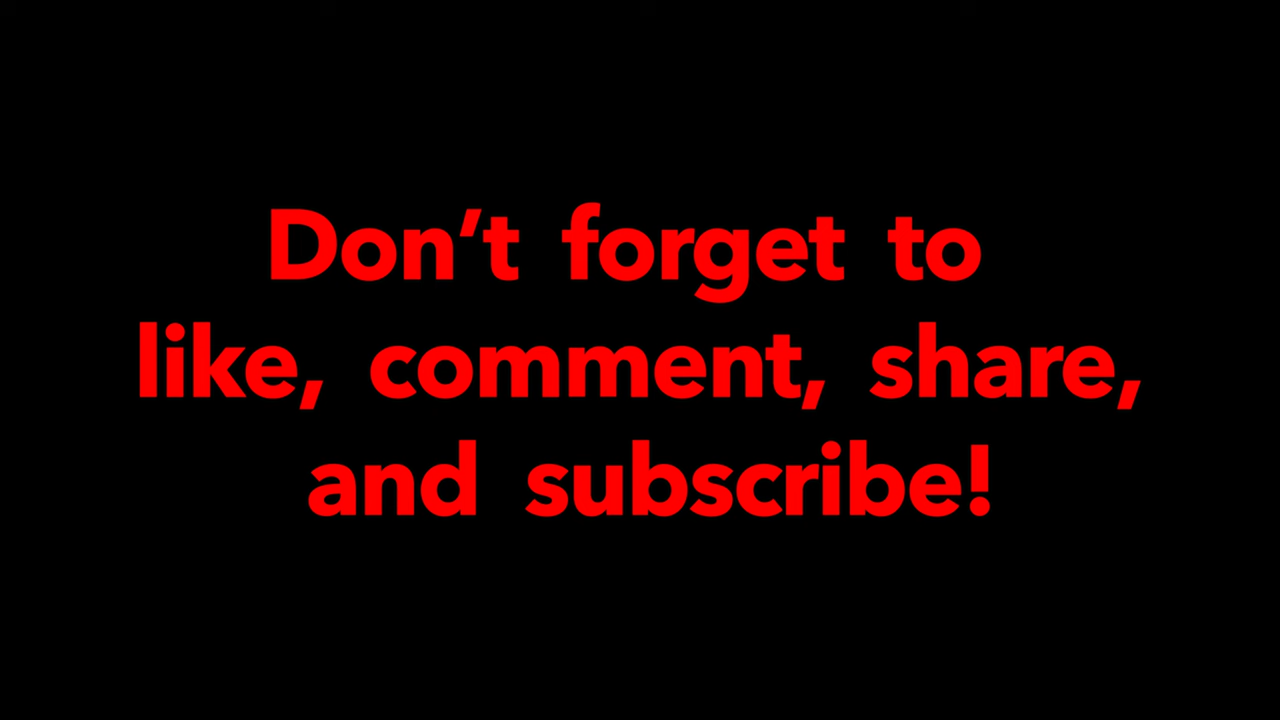 Don’t forget to
like, comment, share,
and subscribe!